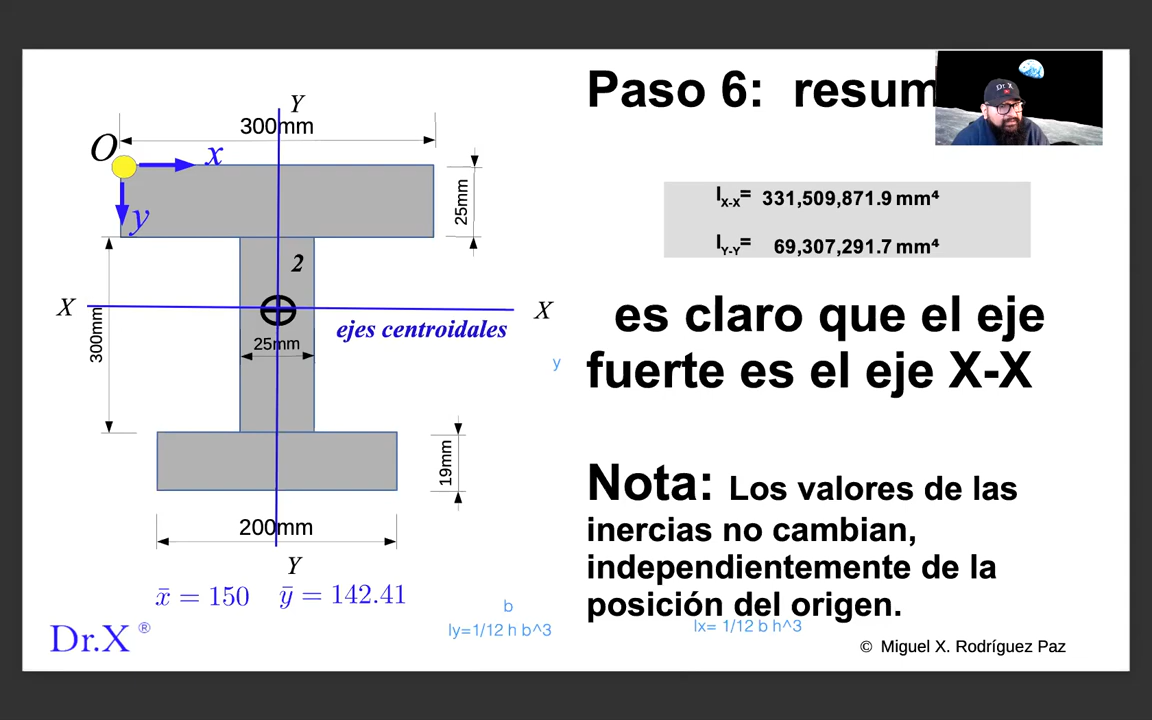 Y
300mm
O
x
y
25mm
2
X
X
300mm
ejes centroidales
25mm
y
19mm
200mm
Y
x̄ = 150 ȳ = 142.41
b
Iy=1/12 h b^3
Dr.X ®
Paso 6: resum
Dr X
I_X-X= 331,509,871.9 mm⁴
I_Y-Y= 69,307,291.7 mm⁴
es claro que el eje
fuerte es el eje X-X
Nota: Los valores de las
inercias no cambian,
independientemente de la
posición del origen.
Ix= 1/12 b h^3
© Miguel X. Rodríguez Paz